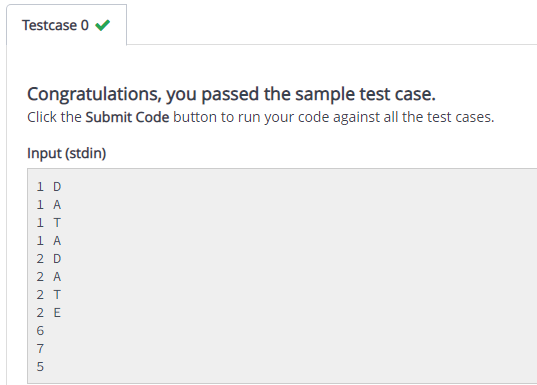 Testcase 0
Congratulations, you passed the sample test case.
Click the Submit Code button to run your code against all the test cases.
Input (stdin)
1 D
1 A
1 T
1 A
2 D
2 A
2 T
2 E
6
7
5